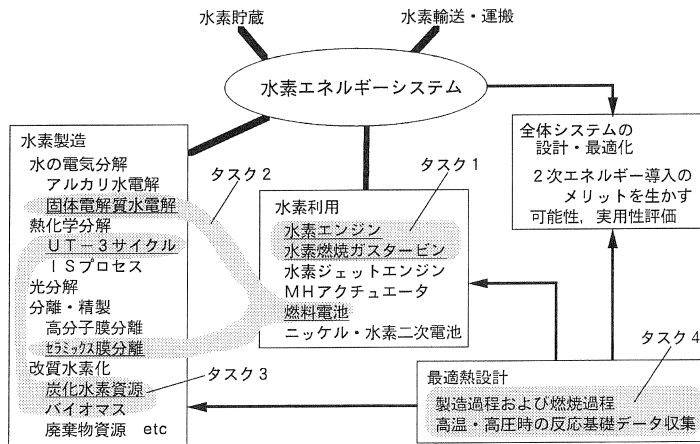 水素貯蔵
水素輸送・運搬
水素エネルギーシステム
水素製造
水の電気分解
アルカリ水電解
固体電解質水電解
熱化学分解
UT－3サイクル
ISプロセス
光分解
分離・精製
高分子膜分離
セラミックス膜分離
改質水素化
炭化水素資源
バイオマス
廃棄物資源 etc
タスク2
タスク3
タスク1
水素利用
水素エンジン
水素燃焼ガスタービン
水素ジェットエンジン
MHアクチュエータ
燃料電池
ニッケル・水素二次電池
全体システムの
設計・最適化
2次エネルギー導入の
メリットを生かす
可能性，実用性評価
タスク4
最適熱設計
製造過程および燃焼過程
高温・高圧時の反応基礎データ収集